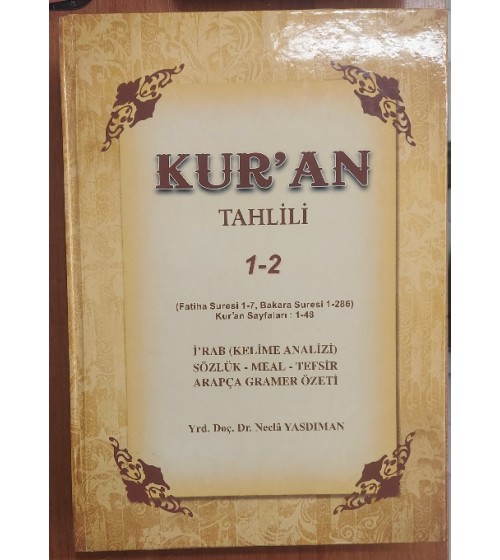 KUR'AN
TAHLİLİ
1-2
(Fatiha Suresi 1-7, Bakara Suresi 1-286)
Kur'an Sayfaları : 1-48
İ'RAB (KELİME ANALİZİ)
SÖZLÜK - MEAL - TEFSİR
ARAPÇA GRAMER ÖZETİ
Yrd. Doç. Dr. Neclâ YASDIMAN